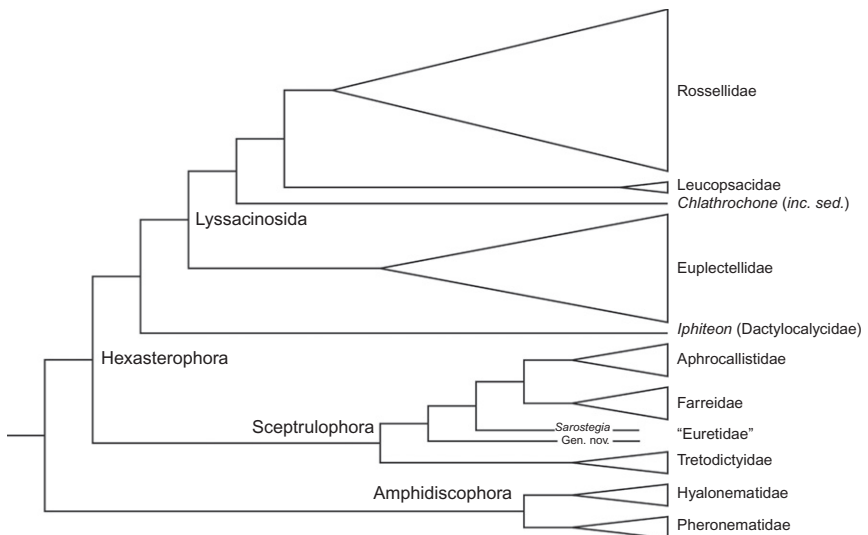 Rossellidae
Leucopsacidae
Chlathrochone (inc. sed.)
Lyssacinosida
Euplectellidae
Iphiteon (Dactylocalycidae)
Hexasterophora
Aphrocallistidae
Farreidae
Sceptrulophora
Sarostegia
“Euretidae”
Gen. nov.
Tretodictyidae
Amphidiscophora
Hyalonematidae
Pheronematidae